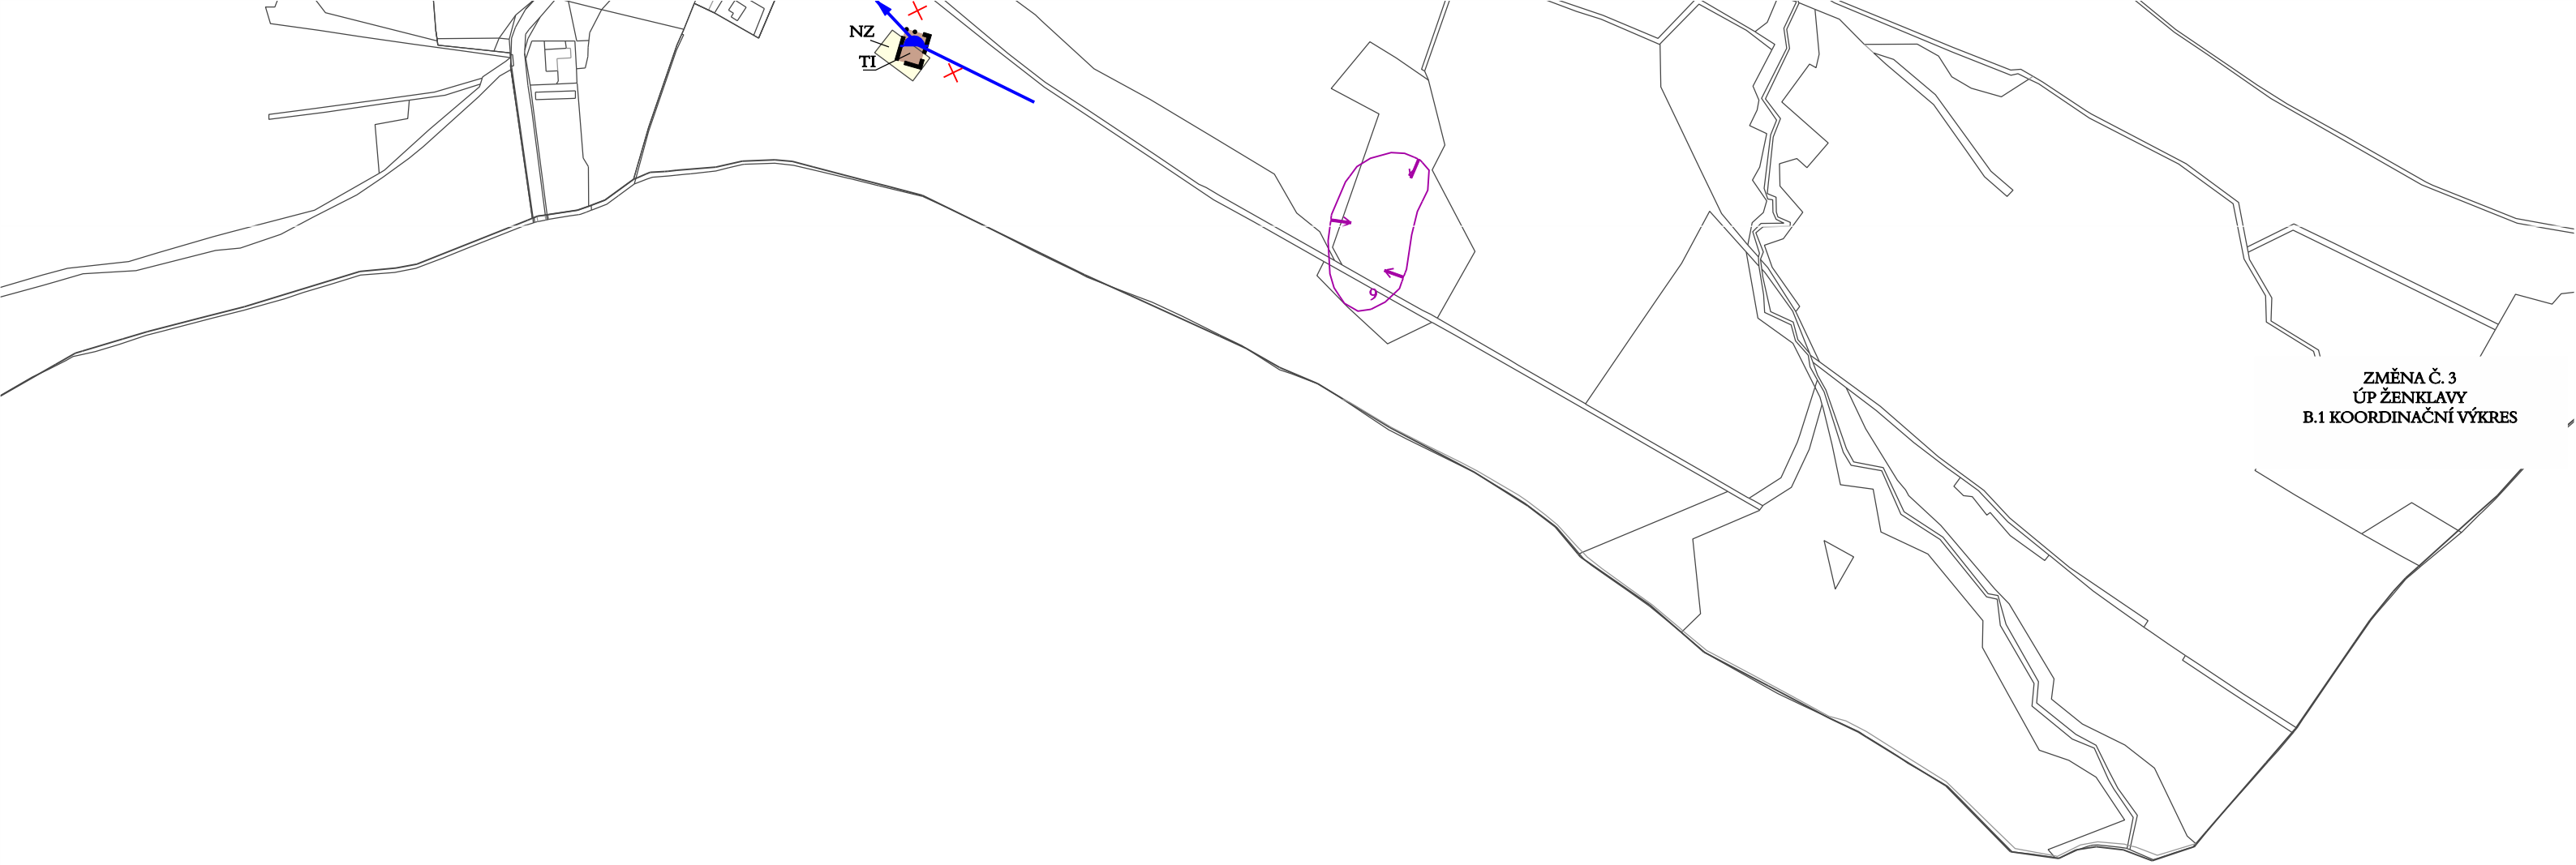 NZ
TI
9
ZMĚNA Č. 3
ÚP ŽENKLAVY
B.1 KOORDINAČNÍ VÝKRES